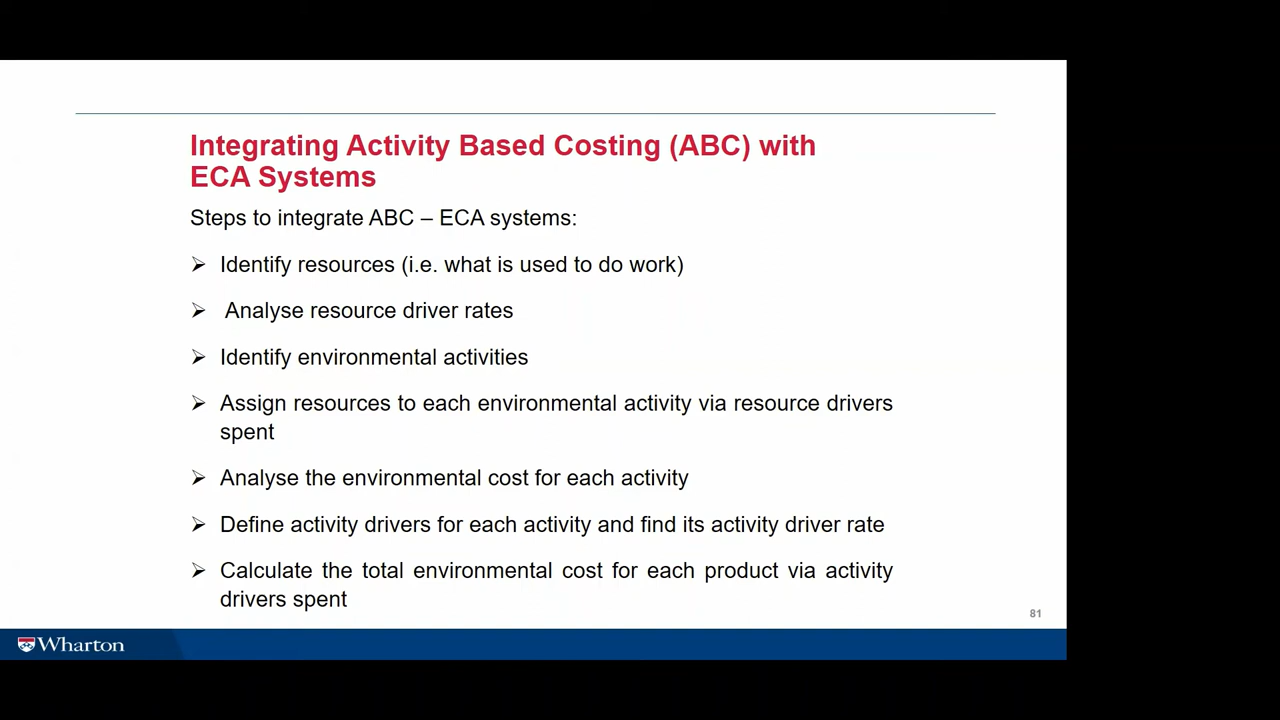 Integrating Activity Based Costing (ABC) with
ECA Systems
Steps to integrate ABC – ECA systems:
➢ Identify resources (i.e. what is used to do work)
➢ Analyse resource driver rates
➢ Identify environmental activities
➢ Assign resources to each environmental activity via resource drivers
spent
➢ Analyse the environmental cost for each activity
➢ Define activity drivers for each activity and find its activity driver rate
➢ Calculate the total environmental cost for each product via activity
drivers spent
81
Wharton